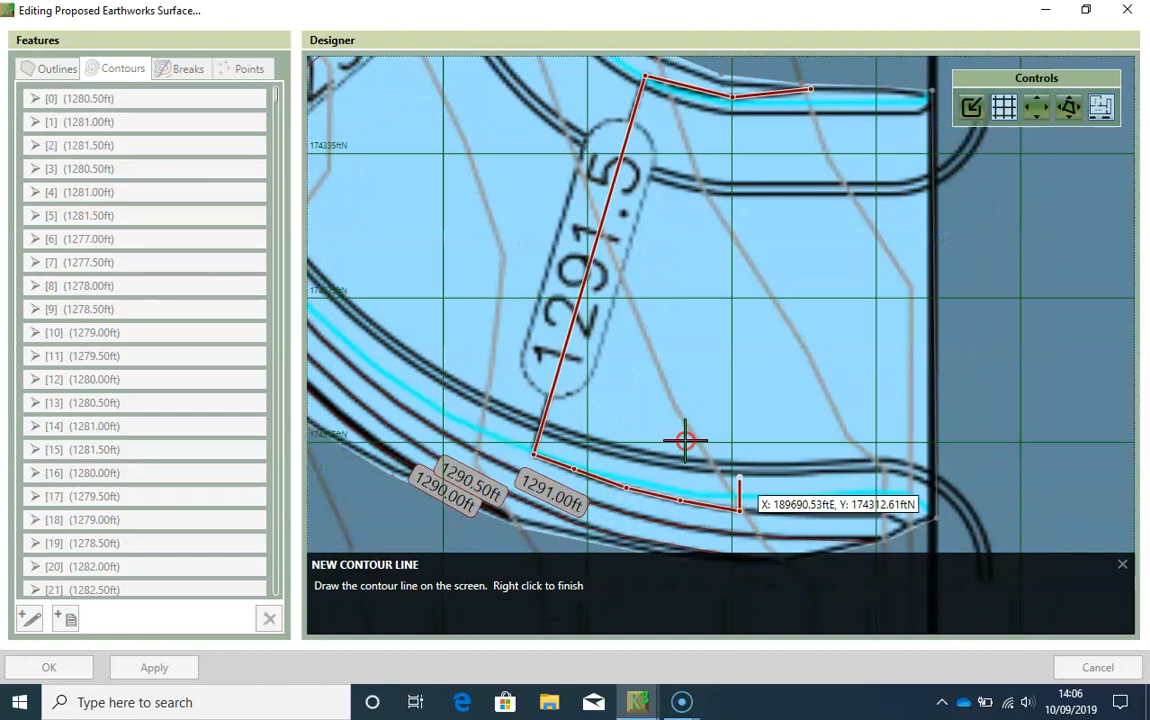 Editing Proposed Earthworks Surface...
Features
Outlines
Contours
Breaks
Points
[0] (1280.50ft)
[1] (1281.00ft)
[2] (1281.50ft)
[3] (1280.50ft)
[4] (1281.00ft)
[5] (1281.50ft)
[6] (1277.00ft)
[7] (1277.50ft)
[8] (1278.00ft)
[9] (1278.50ft)
[10] (1279.00ft)
[11] (1279.50ft)
[12] (1280.00ft)
[13] (1280.50ft)
[14] (1281.00ft)
[15] (1281.50ft)
[16] (1280.00ft)
[17] (1279.50ft)
[18] (1279.00ft)
[19] (1278.50ft)
[20] (1282.00ft)
[21] (1282.50ft)
Designer
Controls
174335ftN
1291.5
1290.50ft
1290.00ft
1291.00ft
X: 189690.53ftE, Y: 174312.61ftN
NEW CONTOUR LINE
Draw the contour line on the screen. Right click to finish
OK
Apply
Cancel
Type here to search
14:06
10/09/2019